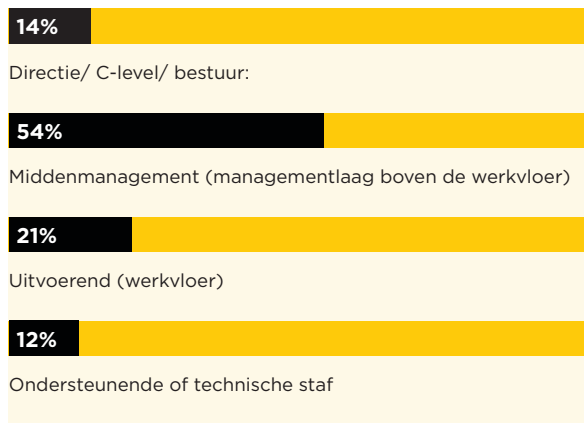 14%
Directie/ C-level/ bestuur:
54%
Middenmanagement (managementlaag boven de werkvloer)
21%
Uitvoerend (werkvloer)
12%
Ondersteunende of technische staf